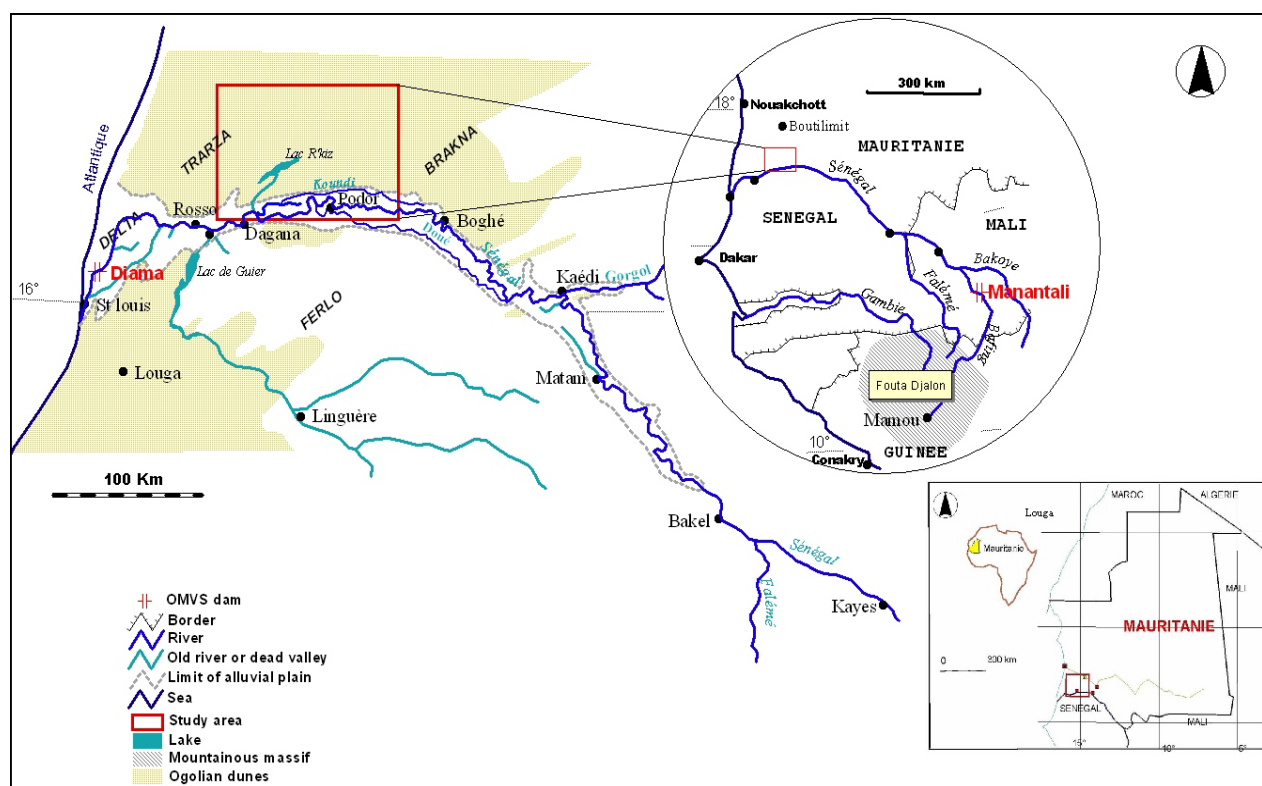 Atlantique
TRARZA
BRAKNA
Lac R'kiz
Koundi
Podor
Rosso
Dagana
Boghé
DELTA
Doué
Sénégal
Diama
Lac de Guier
Kaédi
Gorgol
16°
St louis
FERLO
Louga
Matam
Linguère
100 Km
Bakel
Sénégal
Falémé
Kayes
OMVS dam
Border
River
Old river or dead valley
Limit of alluvial plain
Sea
Study area
Lake
Mountainous massif
Ogolian dunes
300 km
18°
Nouakchott
Boutilimit
MAURITANIE
Sénégal
SENEGAL
MALI
Dakar
Bakoye
Falémé
Manantali
Gambie
Bafing
Fouta Djalon
Mamou
10°
GUINEE
Conakry
MAROC
ALGERIE
Louga
Mauritanie
MALI
MAURITANIE
0
200 km
SENEGAL
MALI
15°
10°
5°